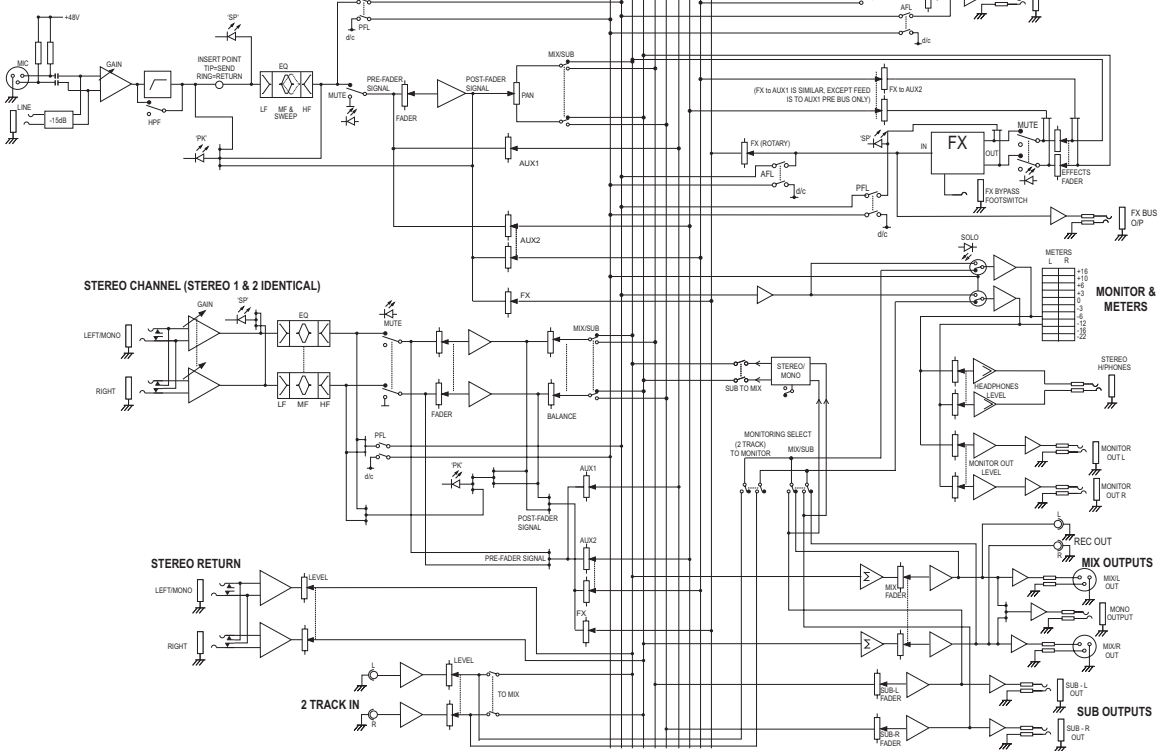 +48V
'SP'
PFL
d/c
AFL
d/c
MIC
GAIN
INSERT POINT
TIP=SEND
RING=RETURN
EQ
LF MF & HF
SWEEP
MUTE
PRE-FADER
SIGNAL
FADER
POST-FADER
SIGNAL
PAN
MIX/SUB
LINE
-15dB
HPF
'PK'
AUX1
AUX2
FX
(FX to AUX1 IS SIMILAR, EXCEPT FEED
IS TO AUX1 PRE BUS ONLY)
FX to AUX2
FX (ROTARY)
AFL
d/c
'SP'
PFL
d/c
IN
FX
OUT
MUTE
EFFECTS
FADER
FX BYPASS
FOOTSWITCH
FX BUS
O/P
SOLO
METERS
L R
+16
+10
+6
+3
0
-3
-6
-12
-16
-22
MONITOR &
METERS
STEREO CHANNEL (STEREO 1 & 2 IDENTICAL)
GAIN
'SP'
EQ
MUTE
MIX/SUB
LEFT/MONO
RIGHT
LF MF HF
FADER
BALANCE
PFL
d/c
'PK'
POST-FADER
SIGNAL
AUX1
AUX2
PRE-FADER SIGNAL
FX
SUB TO MIX
STEREO/
MONO
STEREO
H/PHONES
HEADPHONES
LEVEL
MONITORING SELECT
(2 TRACK)
TO MONITOR
MIX/SUB
MONITOR OUT
LEVEL
MONITOR
OUT L
MONITOR
OUT R
L
REC OUT
R
STEREO RETURN
LEFT/MONO
RIGHT
LEVEL
MIX OUTPUTS
Σ
MIX
FADER
MIX/L
OUT
MONO
OUTPUT
Σ
MIX/R
OUT
2 TRACK IN
L
R
LEVEL
TO MIX
SUB-L
FADER
SUB - L
OUT
SUB OUTPUTS
SUB-R
FADER
SUB - R
OUT